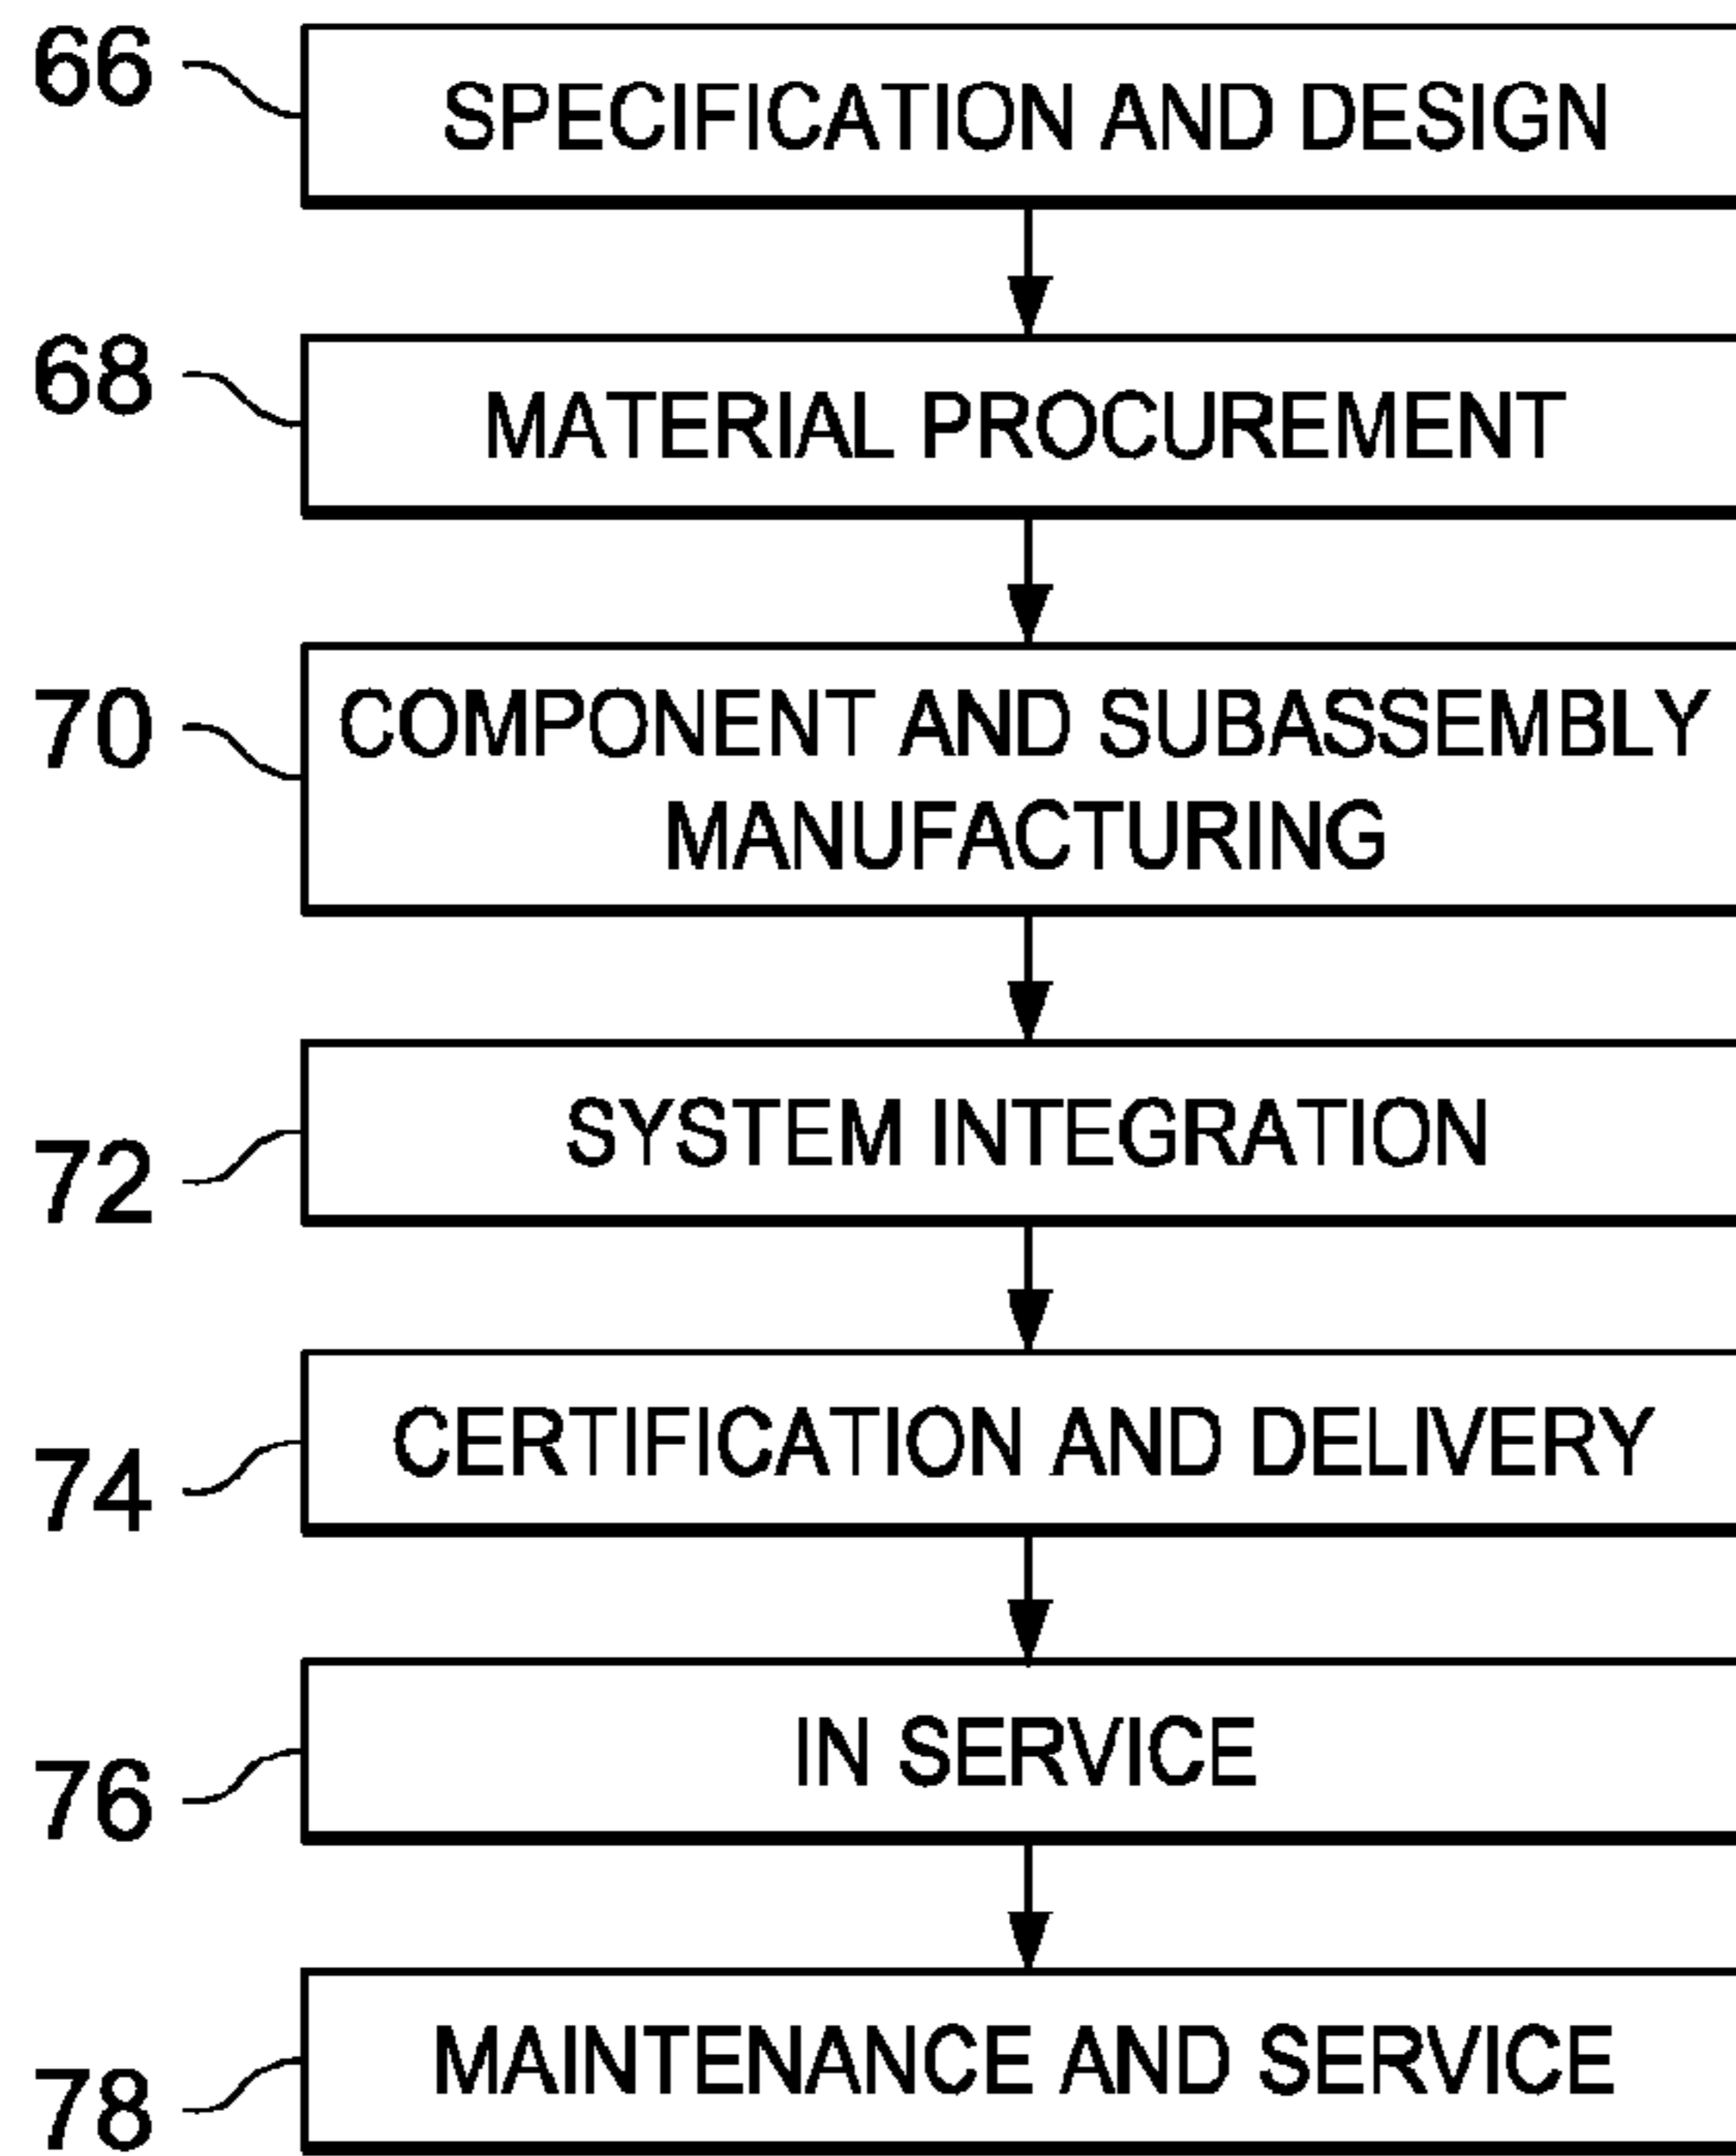 66
SPECIFICATION AND DESIGN
68
MATERIAL PROCUREMENT
70
COMPONENT AND SUBASSEMBLY
MANUFACTURING
72
SYSTEM INTEGRATION
74
CERTIFICATION AND DELIVERY
76
IN SERVICE
78
MAINTENANCE AND SERVICE